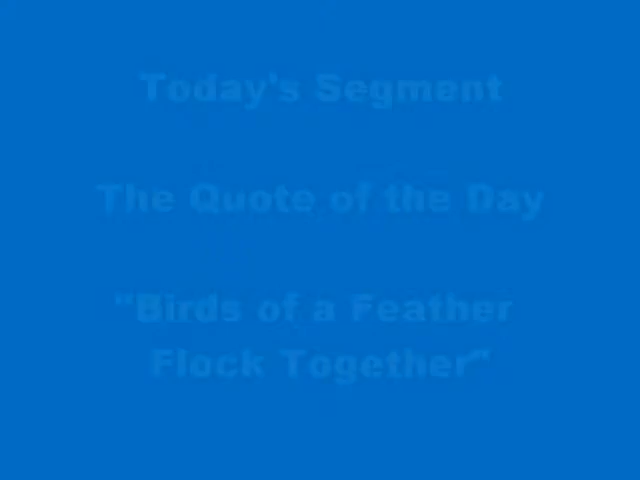 Today's Segment
The Quote of the Day
"Birds of a Feather
Flock Together"